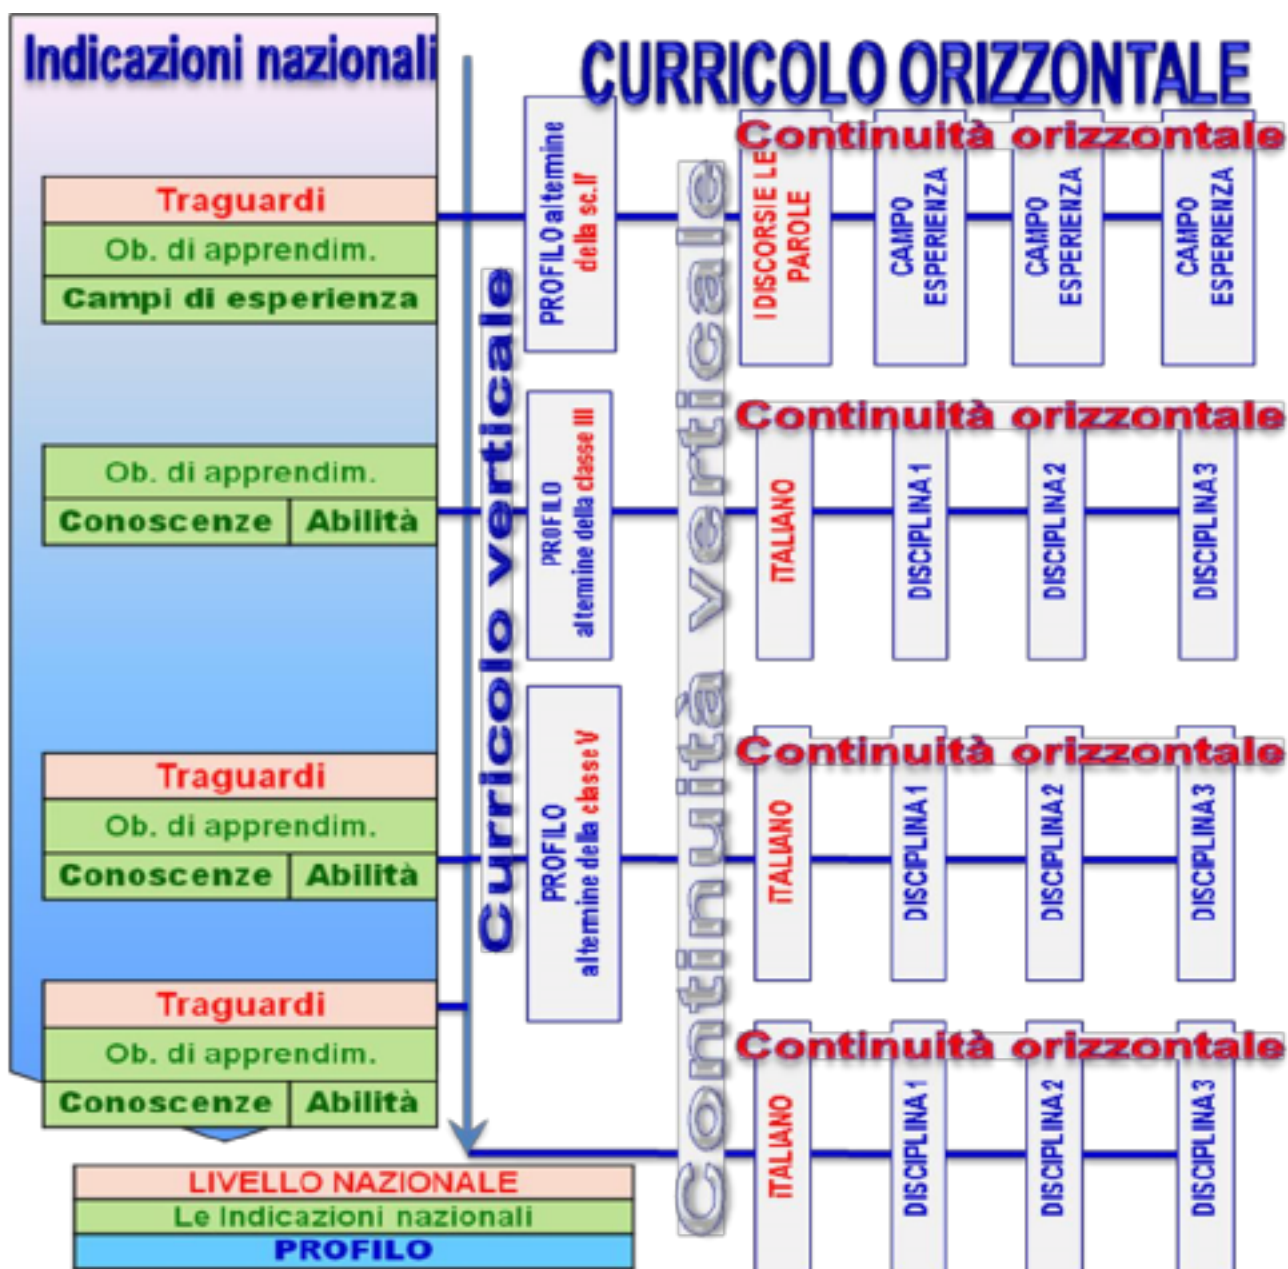 Indicazioni nazionali
CURRICOLO ORIZZONTALE
Traguardi
Ob. di apprendim.
Campi di esperienza
PROFILO al termine
della sc.II'
Continuità orizzontale
I DISCORSI E LE
PAROLE
CAMPO
ESPERIENZA
CAMPO
ESPERIENZA
CAMPO
ESPERIENZA
Curricolo verticale
Continuità verticale
Ob. di apprendim.
Conoscenze Abilità
PROFILO
al termine della classe III
Continuità orizzontale
iTALIANO
DISCIPLINA 1
DISCIPLINA 2
DISCIPLINA 3
Traguardi
Ob. di apprendim.
Conoscenze Abilità
PROFILO
al termine della classe V
Continuità orizzontale
iTALIANO
DISCIPLINA 1
DISCIPLINA 2
DISCIPLINA 3
Traguardi
Ob. di apprendim.
Conoscenze Abilità
Continuità orizzontale
iTALIANO
DISCIPLINA 1
DISCIPLINA 2
DISCIPLINA 3
LIVELLO NAZIONALE
Le Indicazioni nazionali
PROFILO